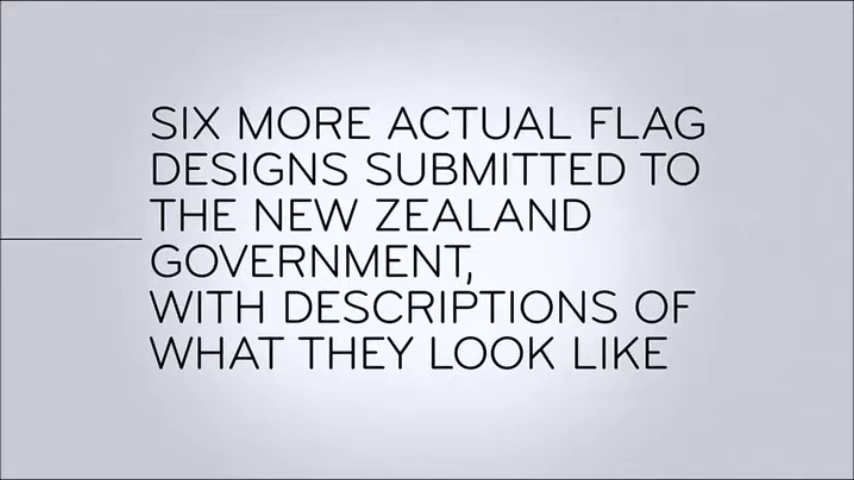 SIX MORE ACTUAL FLAG
DESIGNS SUBMITTED TO
THE NEW ZEALAND
GOVERNMENT,
WITH DESCRIPTIONS OF
WHAT THEY LOOK LIKE